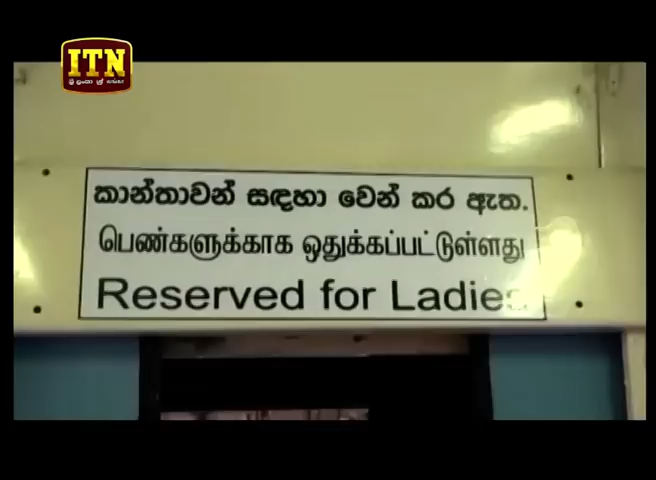 ITN
කාන්තාවන් සඳහා වෙන් කර ඇත.
பெண்களுக்காக ஒதுக்கப்பட்டுள்ளது
Reserved for Ladies